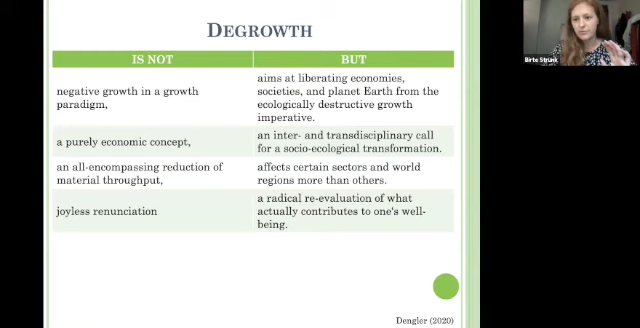 DEGROWTH
IS NOT
BUT
negative growth in a growth
paradigm,
aims at liberating economies,
societies, and planet Earth from the
ecologically destructive growth
imperative.
a purely economic concept,
an inter- and transdisciplinary call
for a socio-ecological transformation.
an all-encompassing reduction of
material throughput,
affects certain sectors and world
regions more than others.
joyless renunciation
a radical re-evaluation of what
actually contributes to one's well-
being.
Dengler (2020)
Birte Strunk